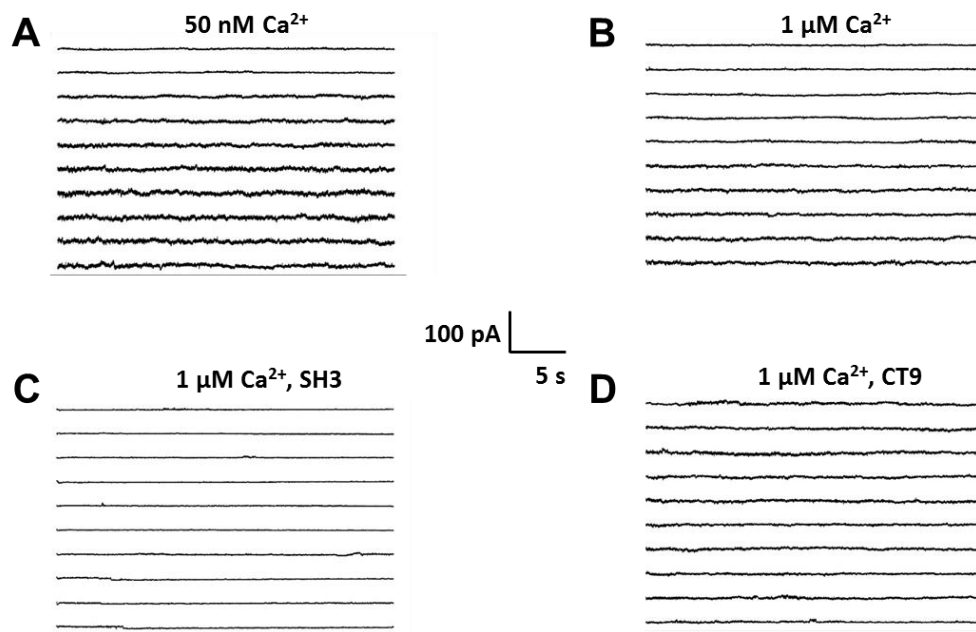 A
50 nM Ca²⁺
B
1 µM Ca²⁺
100 pA
5 s
C
1 µM Ca²⁺, SH3
D
1 µM Ca²⁺, CT9